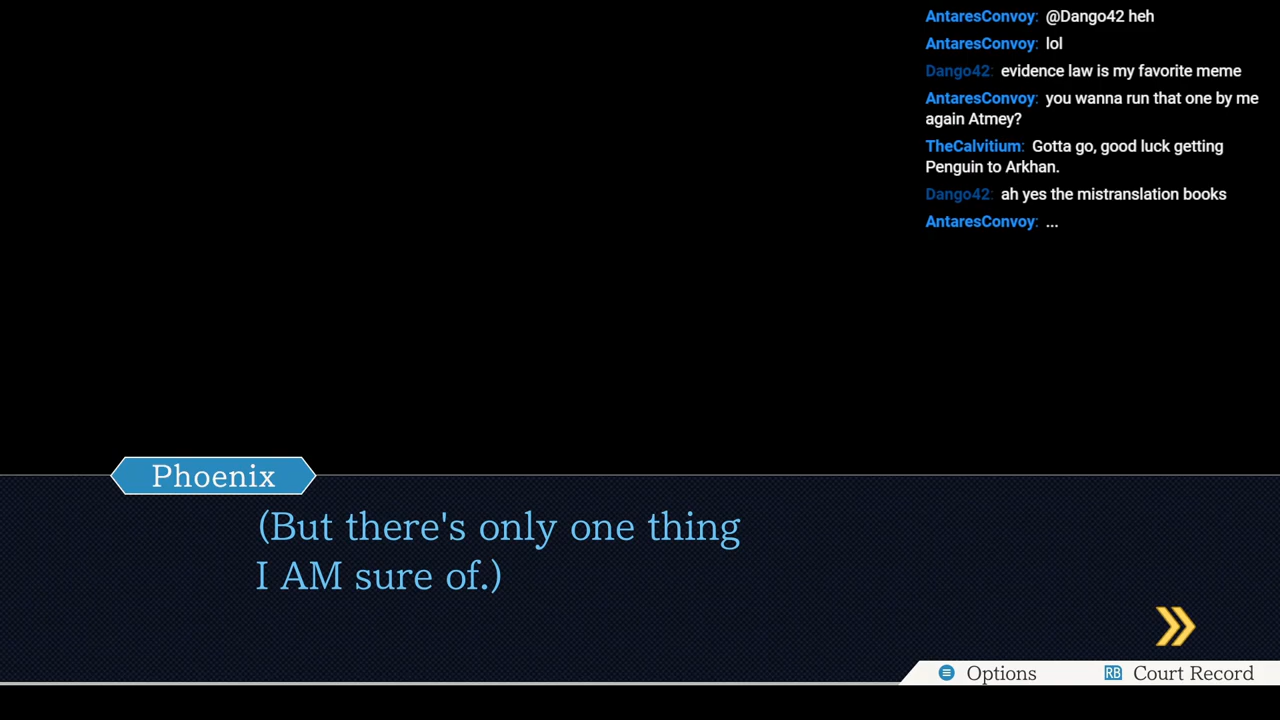 AntaresConvoy: @Dango42 heh
AntaresConvoy: lol
Dango42: evidence law is my favorite meme
AntaresConvoy: you wanna run that one by me
again Atmey?
TheCalvitium: Gotta go, good luck getting
Penguin to Arkhan.
Dango42: ah yes the mistranslation books
AntaresConvoy: ...
Phoenix
(But there's only one thing
I AM sure of.)
Options
RB Court Record